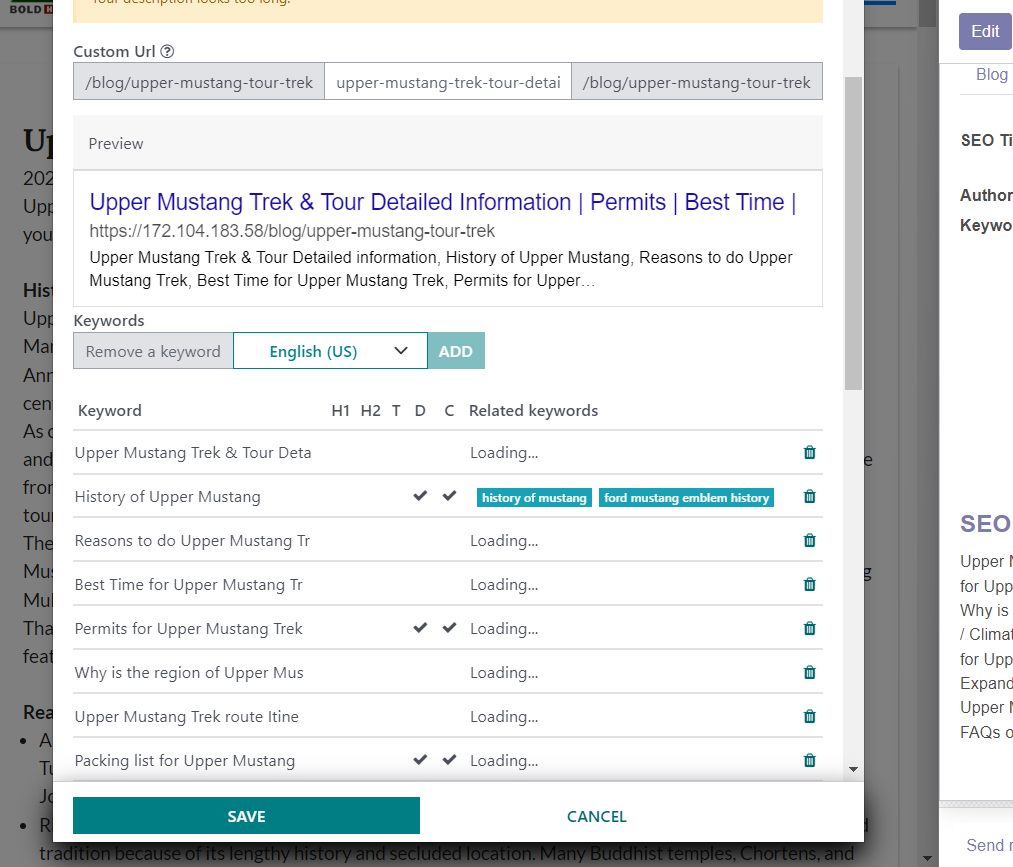 BOLD
Your description looks too long.
Custom Url
/blog/upper-mustang-tour-trek upper-mustang-trek-tour-detai /blog/upper-mustang-tour-trek
Preview
Upper Mustang Trek & Tour Detailed Information | Permits | Best Time |
https://172.104.183.58/blog/upper-mustang-tour-trek
Upper Mustang Trek & Tour Detailed information, History of Upper Mustang, Reasons to do Upper
Mustang Trek, Best Time for Upper Mustang Trek, Permits for Upper…
Keywords
Remove a keyword English (US) ADD
Keyword H1 H2 T D C Related keywords
Upper Mustang Trek & Tour Deta Loading...
History of Upper Mustang history of mustang ford mustang emblem history
Reasons to do Upper Mustang Tr Loading...
Best Time for Upper Mustang Tr Loading...
Permits for Upper Mustang Trek Loading...
Why is the region of Upper Mus Loading...
Upper Mustang Trek route Itine Loading...
Packing list for Upper Mustang Loading...
SAVE CANCEL
tradition because of its lengthy history and secluded location. Many Buddhist temples, Chortens, and
Up
202
Upp
you
Hist
Upp
Mar
Ann
cen
As c
and
fron
tour
The
Mus
Mul
Tha
feat
Rea
A
Tu
Jo
R
Edit
Blog
SEO Ti
Author
Keywo
SEO
Upper M
for Upp
Why is
/ Climat
for Upp
Expand
Upper M
FAQs o
Send